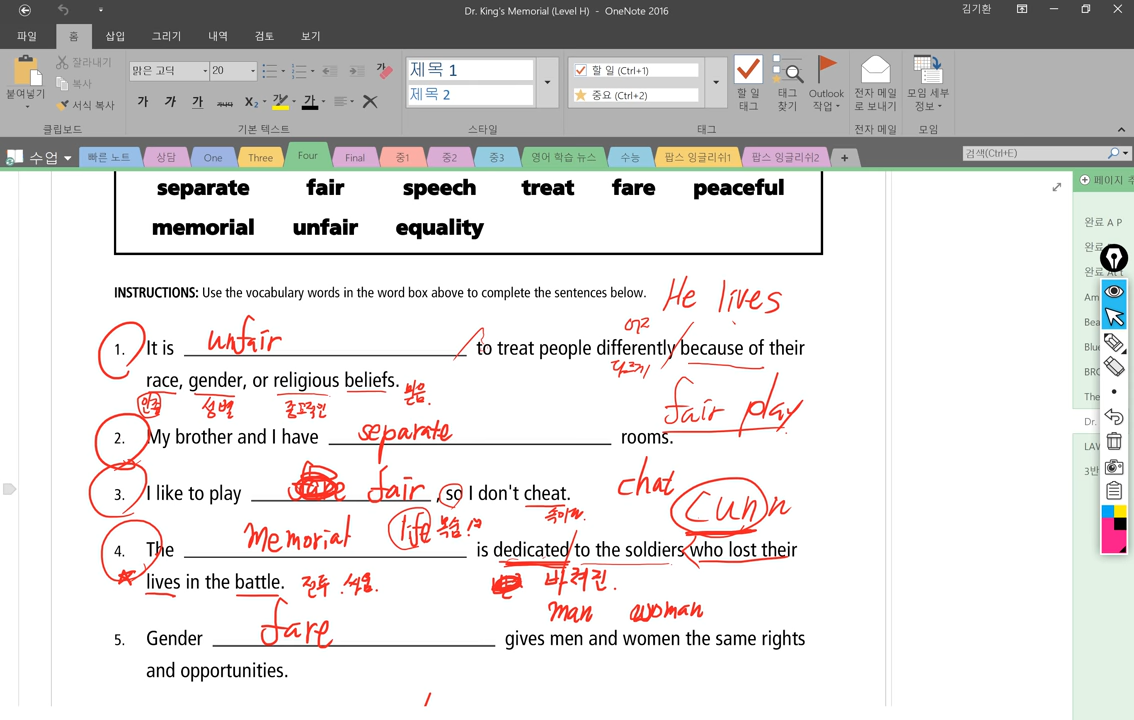 Dr. King's Memorial (Level H) - OneNote 2016
김기환
파일 홈 삽입 그리기 내역 검토 보기
붙여넣기
잘라내기
복사
서식 복사
클립보드
맑은 고딕 20
가 가 가
기본 텍스트
제목 1
제목 2
스타일
할 일 (Ctrl+1)
중요 (Ctrl+2)
할 일 태그
태그 찾기
Outlook 작업
태그
전자 메일로 보내기
전자 메일
모임 세부 정보
모임
수업 빠른 노트 상담 One Three Four Final 중1 중2 중3 영어 학습 뉴스 수능 팝스 잉글리쉬1 팝스 잉글리쉬2 +
검색(Ctrl+E)
페이지 추
완료 A P
완료
완료
Am
Bea
Blu
BRO
The
Dr.
LAW
3반
separate fair speech treat fare peaceful
memorial unfair equality
INSTRUCTIONS: Use the vocabulary words in the word box above to complete the sentences below.
He lives
1. It is unfair to treat people differently because of their
race, gender, or religious beliefs.
인종 성별 종교적인 믿음
fair play
2. My brother and I have separate rooms.
3. I like to play fair, so I don't cheat.
chat
life 복습
4. The Memorial is dedicated to the soldiers who lost their
lives in the battle. 전투 싸움 바려진
man woman
5. Gender fare gives men and women the same rights
and opportunities.